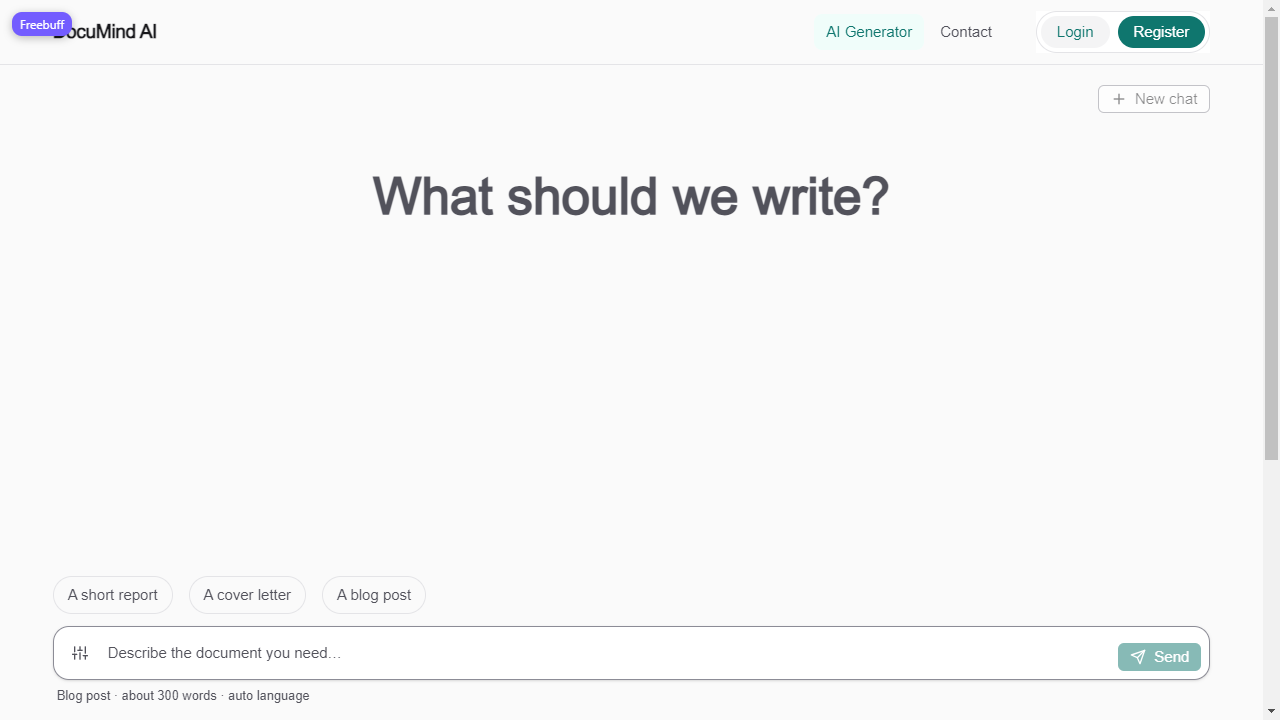 Freebuff
DocuMind AI
AI Generator
Contact
Login
Register
New chat
What should we write?
A short report
A cover letter
A blog post
Describe the document you need…
Send
Blog post · about 300 words · auto language